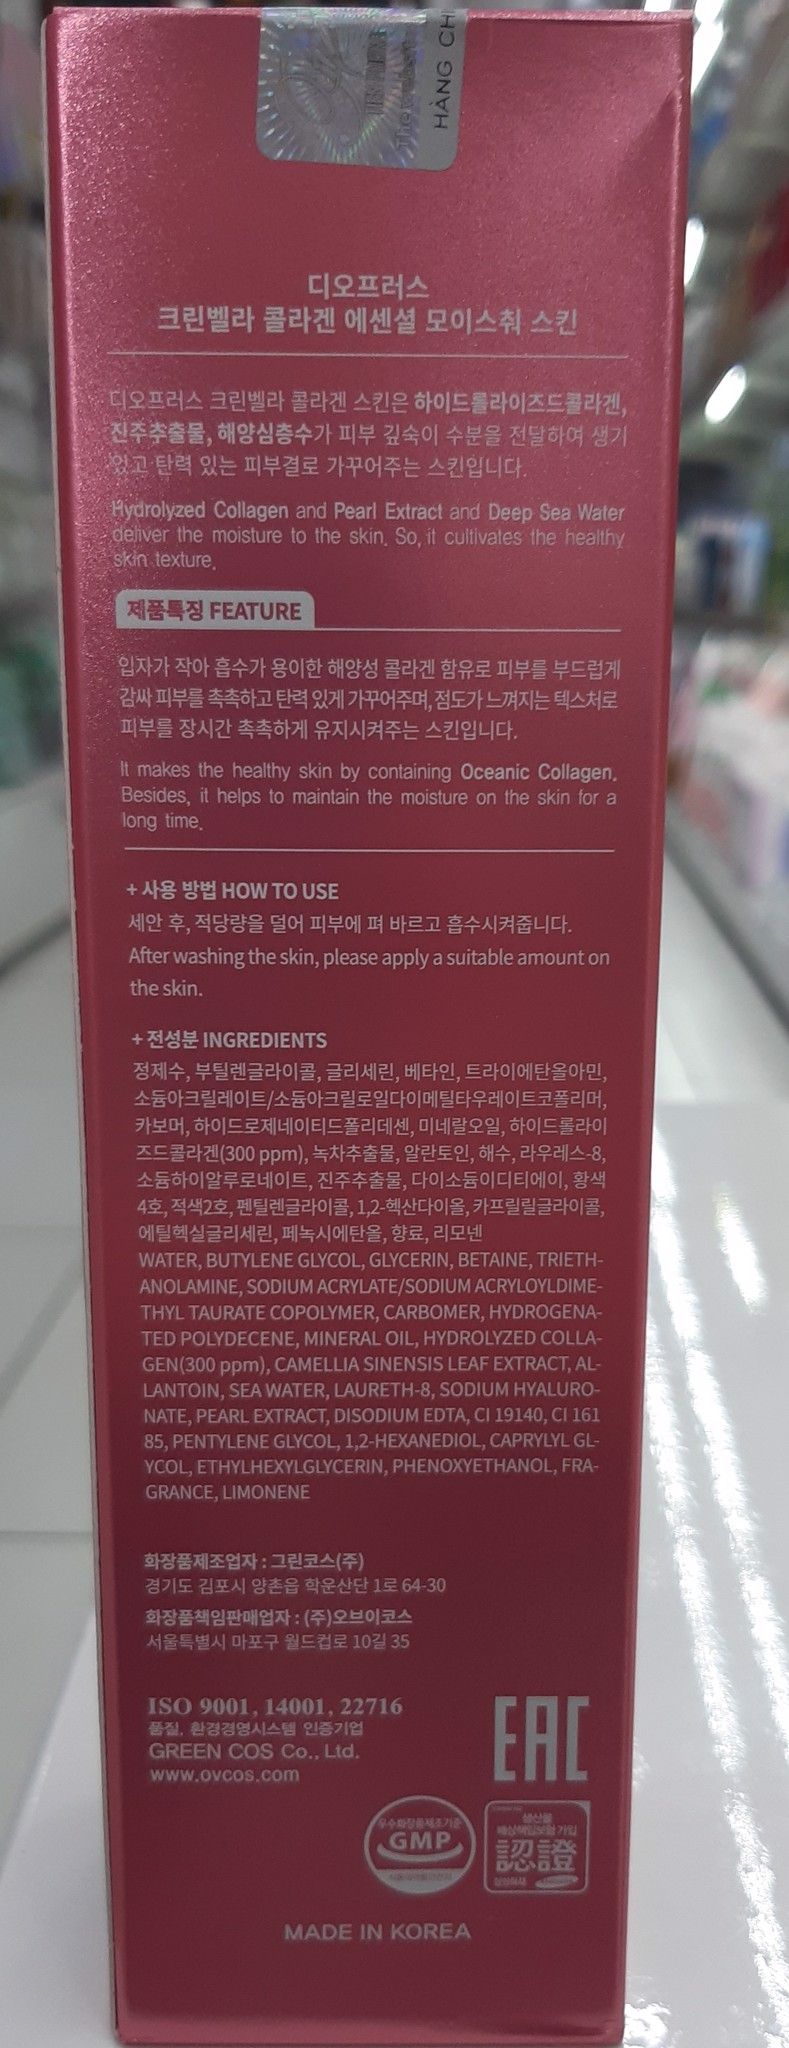 HÀNG CH
디오프러스
크린벨라 콜라겐 에센셜 모이스춰 스킨
디오프러스 크린벨라 콜라겐 스킨은 하이드롤라이즈드콜라겐,
진주추출물, 해양심층수가 피부 깊숙이 수분을 전달하여 생기
있고 탄력 있는 피부결로 가꾸어주는 스킨입니다.
Hydrolyzed Collagen and Pearl Extract and Deep Sea Water
deliver the moisture to the skin. So, it cultivates the healthy
skin texture.
제품특징 FEATURE
입자가 작아 흡수가 용이한 해양성 콜라겐 함유로 피부를 부드럽게
감싸 피부를 촉촉하고 탄력 있게 가꾸어주며, 점도가 느껴지는 텍스처로
피부를 장시간 촉촉하게 유지시켜주는 스킨입니다.
It makes the healthy skin by containing Oceanic Collagen.
Besides, it helps to maintain the moisture on the skin for a
long time.
+ 사용 방법 HOW TO USE
세안 후, 적당량을 덜어 피부에 펴 바르고 흡수시켜줍니다.
After washing the skin, please apply a suitable amount on
the skin.
+ 전성분 INGREDIENTS
정제수, 부틸렌글라이콜, 글리세린, 베타인, 트라이에탄올아민,
소듐아크릴레이트/소듐아크릴로일다이메틸타우레이트코폴리머,
카보머, 하이드로제네이티드폴리데센, 미네랄오일, 하이드롤라이
즈드콜라겐(300 ppm), 녹차추출물, 알란토인, 해수, 라우레스-8,
소듐하이알루로네이트, 진주추출물, 다이소듐이디티에이, 황색
4호, 적색2호, 펜틸렌글라이콜, 1,2-헥산다이올, 카프릴릴글라이콜,
에틸헥실글리세린, 페녹시에탄올, 향료, 리모넨
WATER, BUTYLENE GLYCOL, GLYCERIN, BETAINE, TRIETH-
ANOLAMINE, SODIUM ACRYLATE/SODIUM ACRYLOYLDIME-
THYL TAURATE COPOLYMER, CARBOMER, HYDROGENA-
TED POLYDECENE, MINERAL OIL, HYDROLYZED COLLA-
GEN(300 ppm), CAMELLIA SINENSIS LEAF EXTRACT, AL-
LANTOIN, SEA WATER, LAURETH-8, SODIUM HYALURO-
NATE, PEARL EXTRACT, DISODIUM EDTA, CI 19140, CI 161
85, PENTYLENE GLYCOL, 1,2-HEXANEDIOL, CAPRYLYL GL-
YCOL, ETHYLHEXYLGLYCERIN, PHENOXYETHANOL, FRA-
GRANCE, LIMONENE
화장품제조업자 : 그린코스(주)
경기도 김포시 양촌읍 학운산단 1로 64-30
화장품책임판매업자 : (주)오브이코스
서울특별시 마포구 월드컵로 10길 35
ISO 9001, 14001, 22716
품질, 환경경영시스템 인증기업
GREEN COS Co., Ltd.
www.ovcos.com
EAC
우수화장품제조기준
GMP
생산물
배상책임보험 가입
認證
MADE IN KOREA